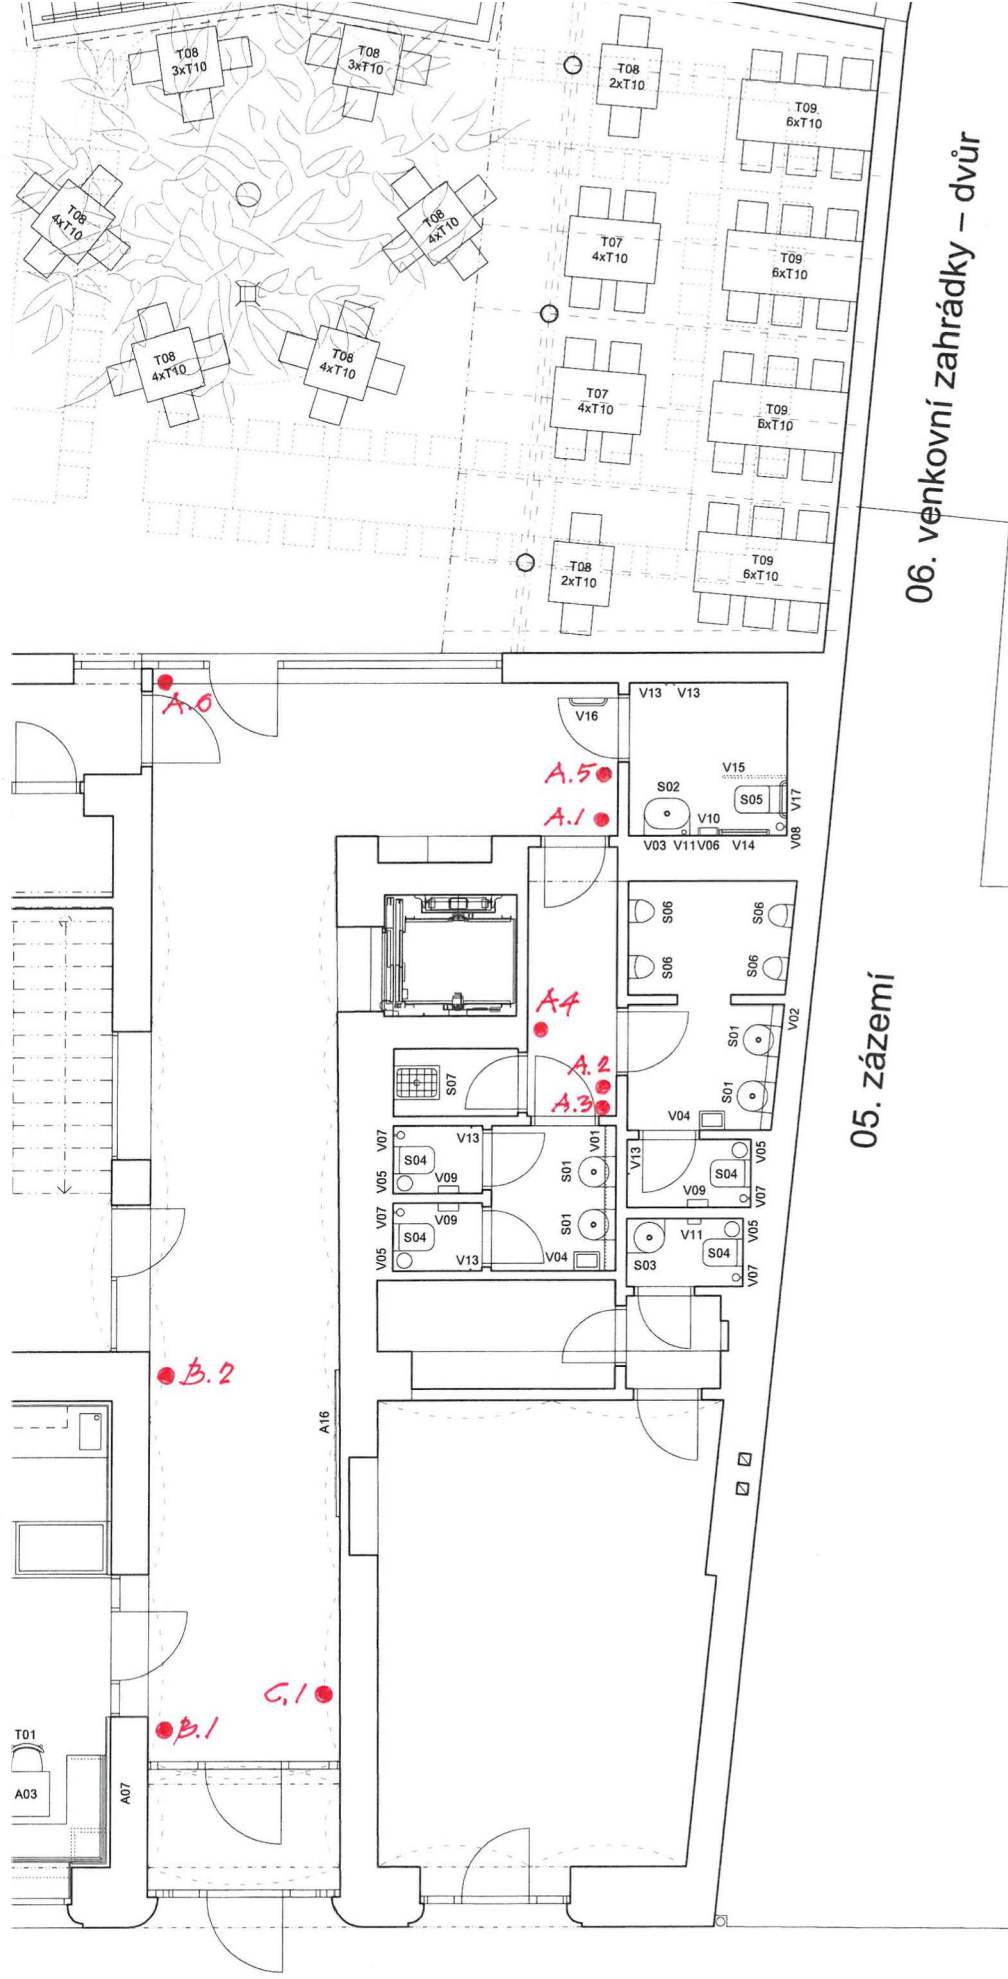 T08
3xT10
T08
3xT10
T08
2xT10
T09
6xT10
T08
4xT10
T08
4xT10
T07
4xT10
T09
6xT10
T08
4xT10
T08
4xT10
T07
4xT10
T09
6xT10
T08
2xT10
T09
6xT10
06. venkovní zahrádky – dvůr
A.6
V16
V13 V13
A.5
V15
S02
S05
V17
A.1
V10
V03 V11 V06 V14
V08
S06
S06
S06
S06
A4
S07
A.2
A.3
S01
V02
S01
V04
05. zázemí
V07
V13
V01
S04
S01
V05
V09
V13
V05
S04
V09
V07
V07
V09
S04
S01
V05
V13
V04
V11
V05
S04
S03
V07
B.2
A16
C.1
B.1
T01
A03
A07